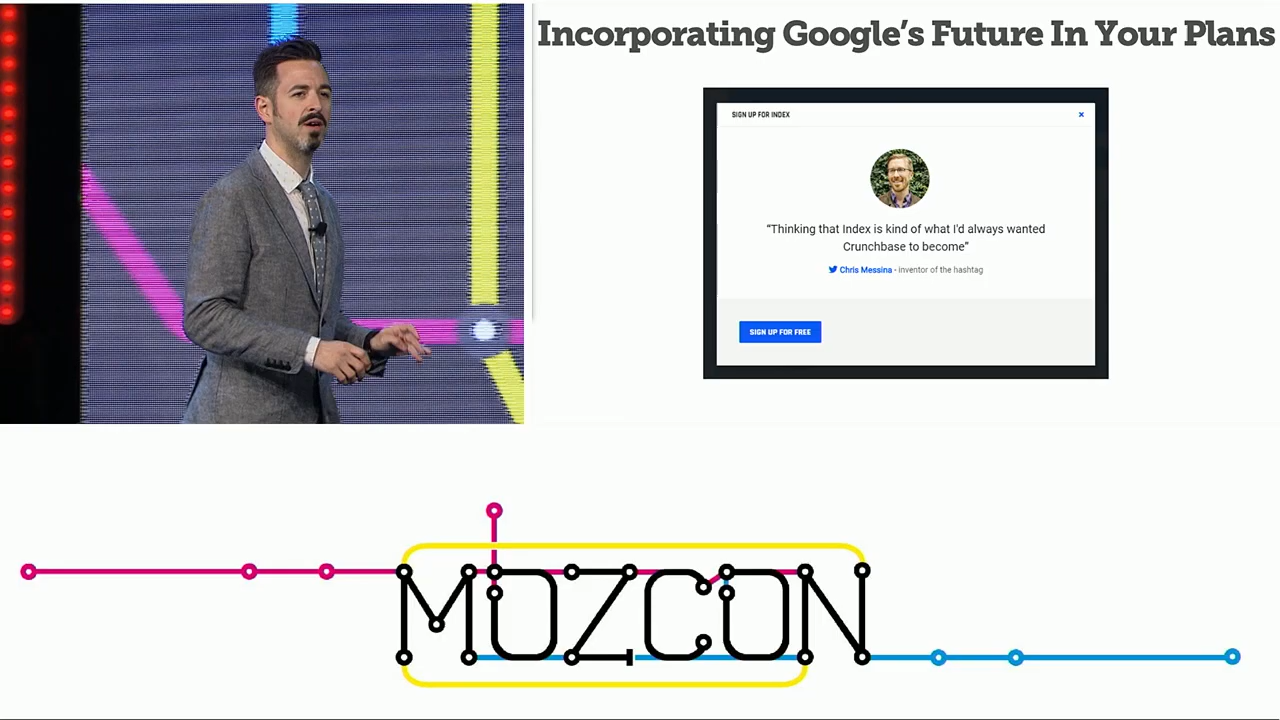 Incorporating Google's Future In Your Plans
SIGN UP FOR INDEX
×
"Thinking that Index is kind of what i'd always wanted
Crunchbase to become"
Chris Messina - inventor of the hashtag
SIGN UP FOR FREE
MOZCON